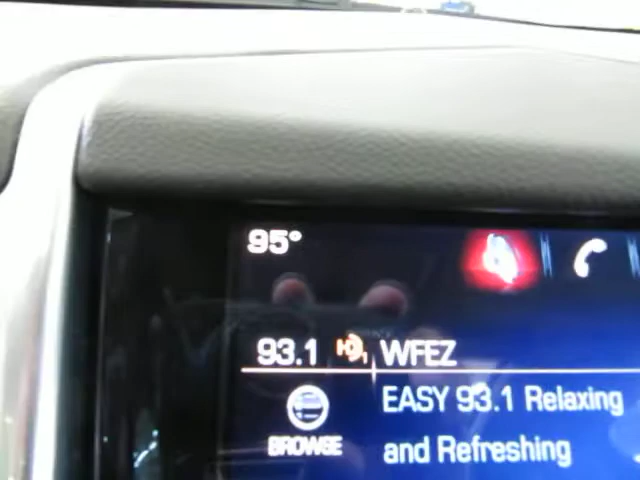 95°
93.1 HD1 WFEZ
EASY 93.1 Relaxing
and Refreshing
BROWSE